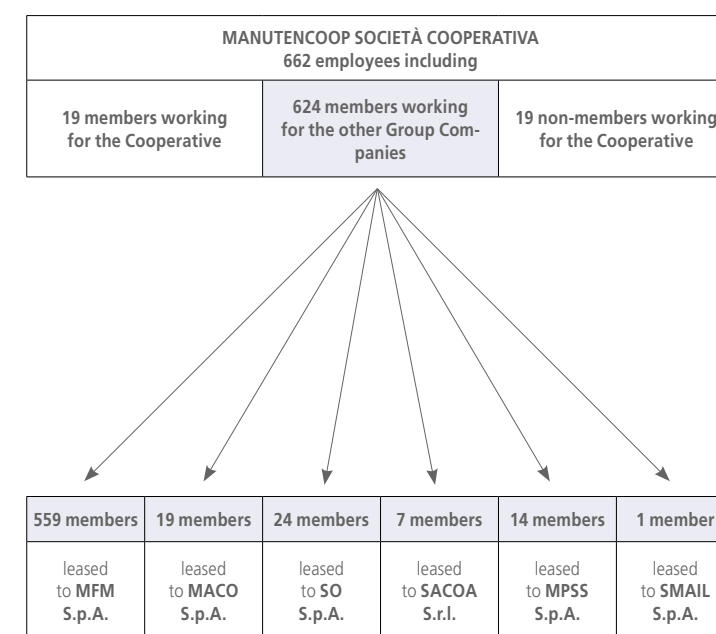 MANUTENCOOP SOCIETÀ COOPERATIVA
662 employees including
19 members working
for the Cooperative
624 members working
for the other Group Com-
panies
19 non-members working
for the Cooperative
559 members
19 members
24 members
7 members
14 members
1 member
leased
to MFM
S.p.A.
leased
to MACO
S.p.A.
leased
to SO
S.p.A.
leased
to SACOA
S.r.l.
leased
to MPSS
S.p.A.
leased
to SMAIL
S.p.A.